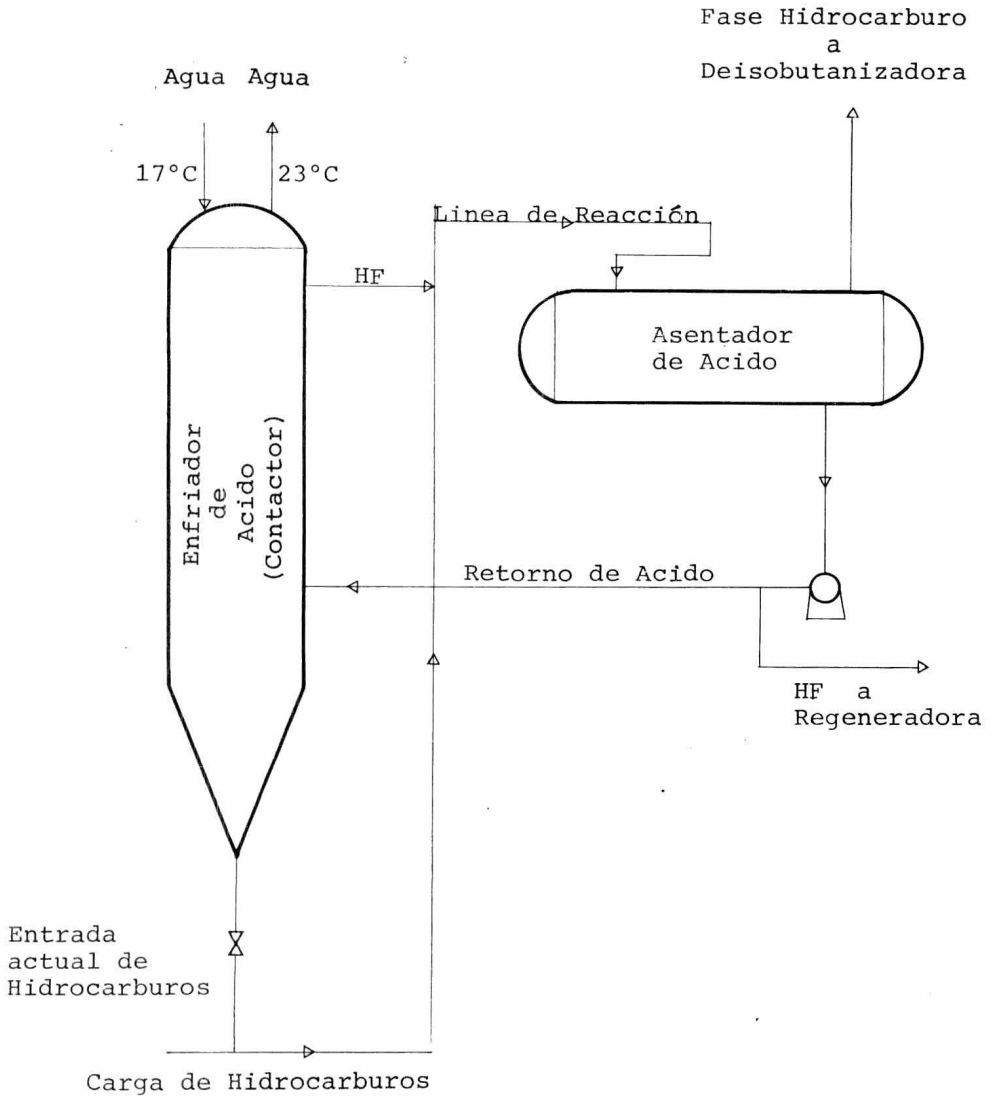 Fase Hidrocarburo
a
Deisobutanizadora
Agua Agua
17°C
23°C
Linea de Reacción
HF
Asentador
de Acido
Enfriador
de
Acido
(Contactor)
Retorno de Acido
HF a
Regeneradora
Entrada
actual de
Hidrocarburos
Carga de Hidrocarburos